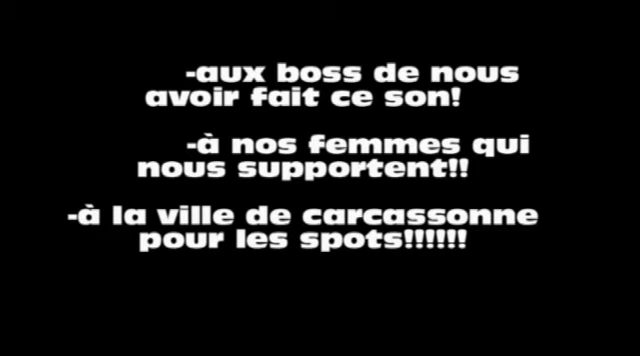 -aux boss de nous
avoir fait ce son!
-à nos femmes qui
nous supportent!!
-à la ville de carcassonne
pour les spots!!!!!!